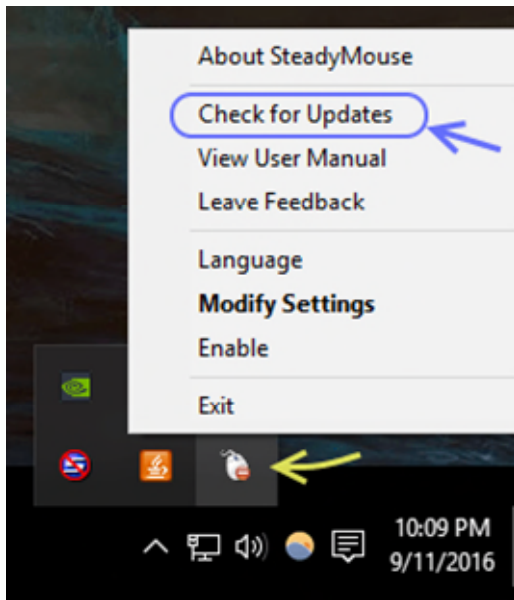 About SteadyMouse
Check for Updates
View User Manual
Leave Feedback
Language
Modify Settings
Enable
Exit
10:09 PM
9/11/2016